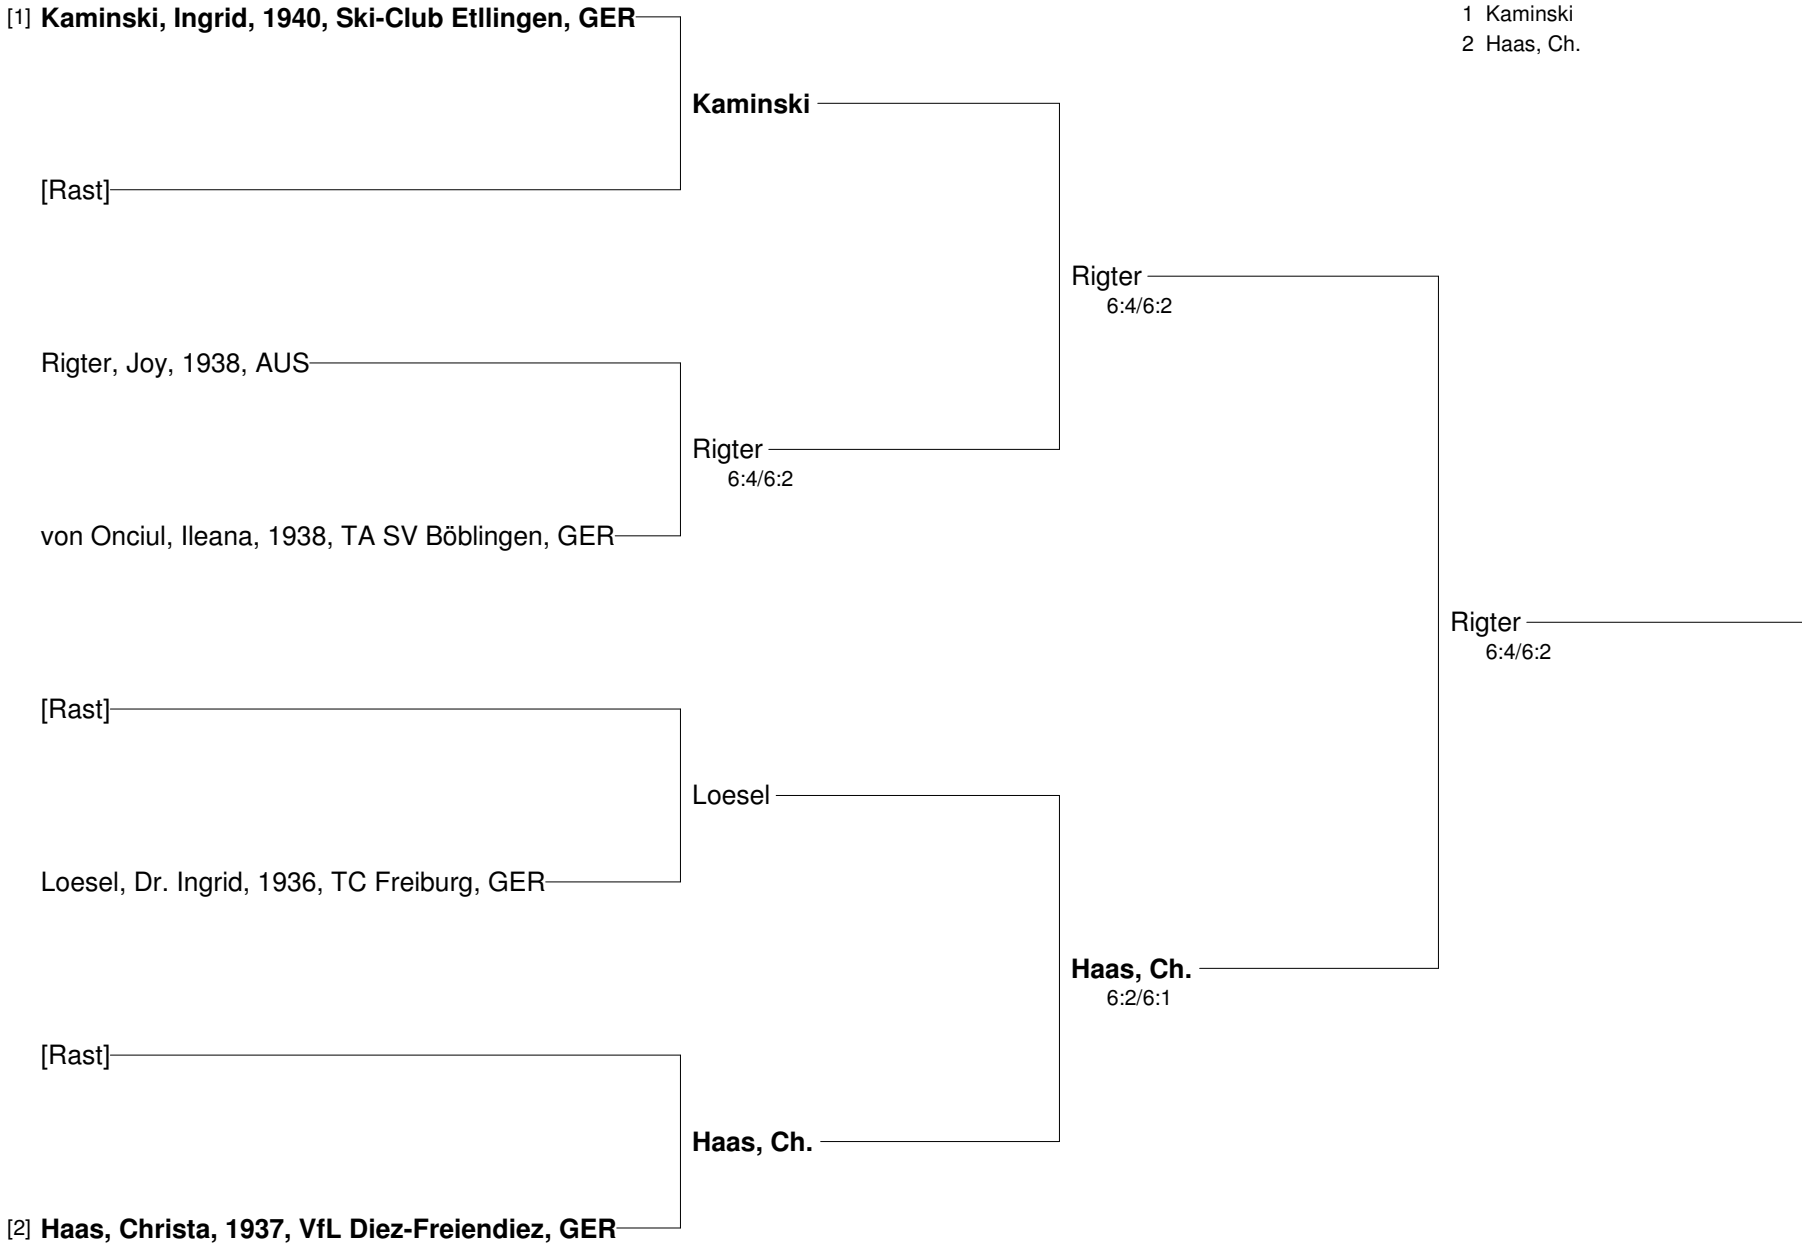 [1] Kaminski, Ingrid, 1940, Ski-Club Etllingen, GER
1 Kaminski
2 Haas, Ch.
Kaminski
[Rast]
Rigter
6:4/6:2
Rigter, Joy, 1938, AUS
Rigter
6:4/6:2
von Onciul, Ileana, 1938, TA SV Böblingen, GER
Rigter
6:4/6:2
[Rast]
Loesel
Loesel, Dr. Ingrid, 1936, TC Freiburg, GER
Haas, Ch.
6:2/6:1
[Rast]
Haas, Ch.
[2] Haas, Christa, 1937, VfL Diez-Freiendiez, GER